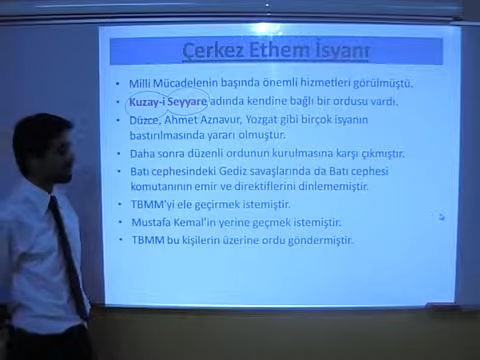 Çerkez Ethem İsyanı
• Milli Mücadelenin başında önemli hizmetleri görülmüştü.
• Kuzay-i Seyyare adında kendine bağlı bir ordusu vardı.
• Düzce, Ahmet Aznavur, Yozgat gibi birçok isyanın
bastırılmasında yararı olmuştur.
• Daha sonra düzenli ordunun kurulmasına karşı çıkmıştır.
• Batı cephesindeki Gediz savaşlarında da Batı cephesi
komutanının emir ve direktiflerini dinlememiştir.
• TBMM'yi ele geçirmek istemiştir.
• Mustafa Kemal'in yerine geçmek istemiştir.
• TBMM bu kişilerin üzerine ordu göndermiştir.